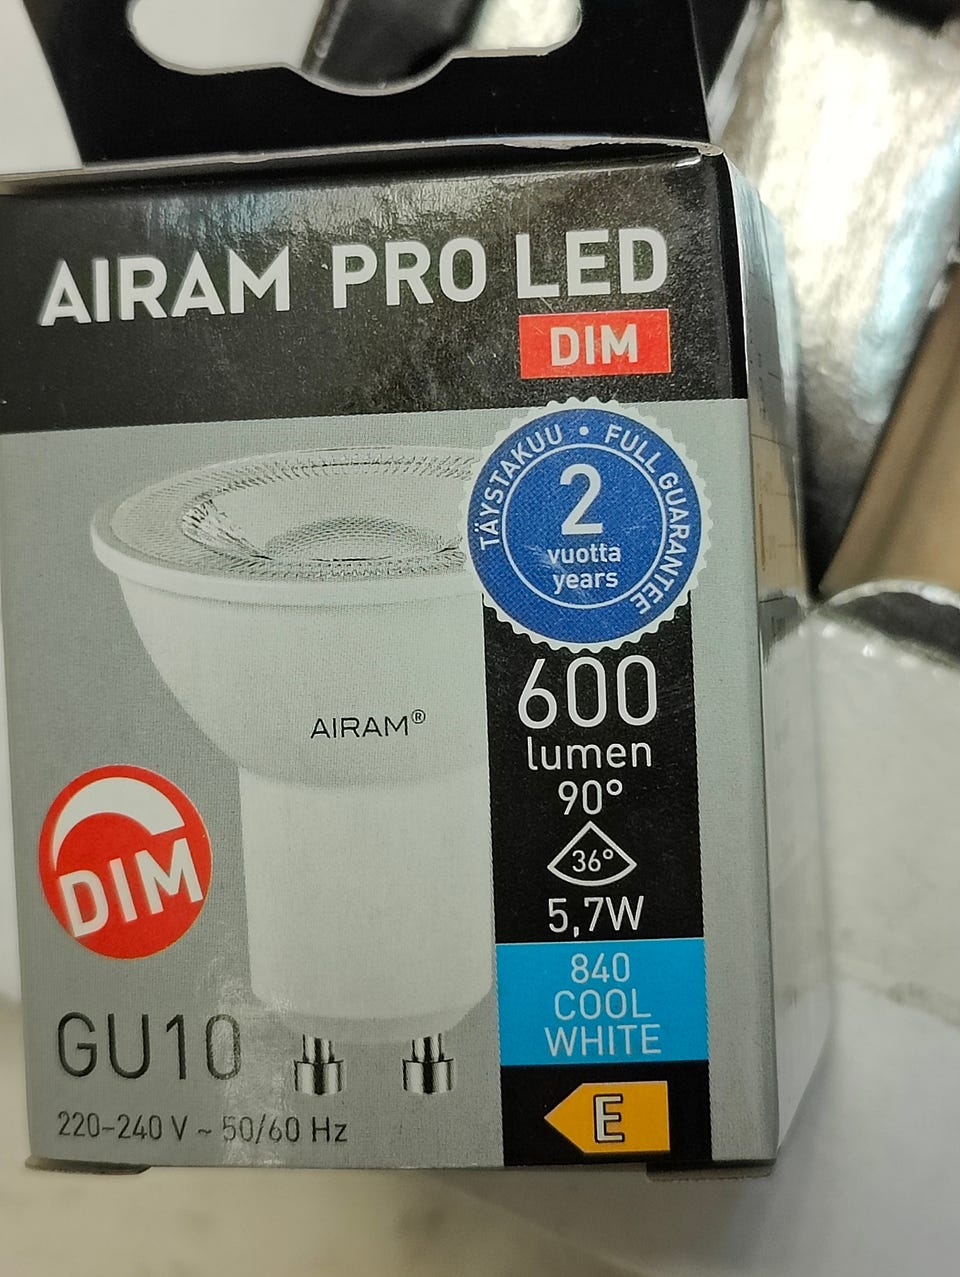 AIRAM PRO LED
DIM
TÄYSTAKUU • FULL GUARANTEE
2
vuotta
years
600
lumen
90°
36°
5,7W
840
COOL
WHITE
E
AIRAM®
DIM
GU10
220-240 V ~ 50/60 Hz